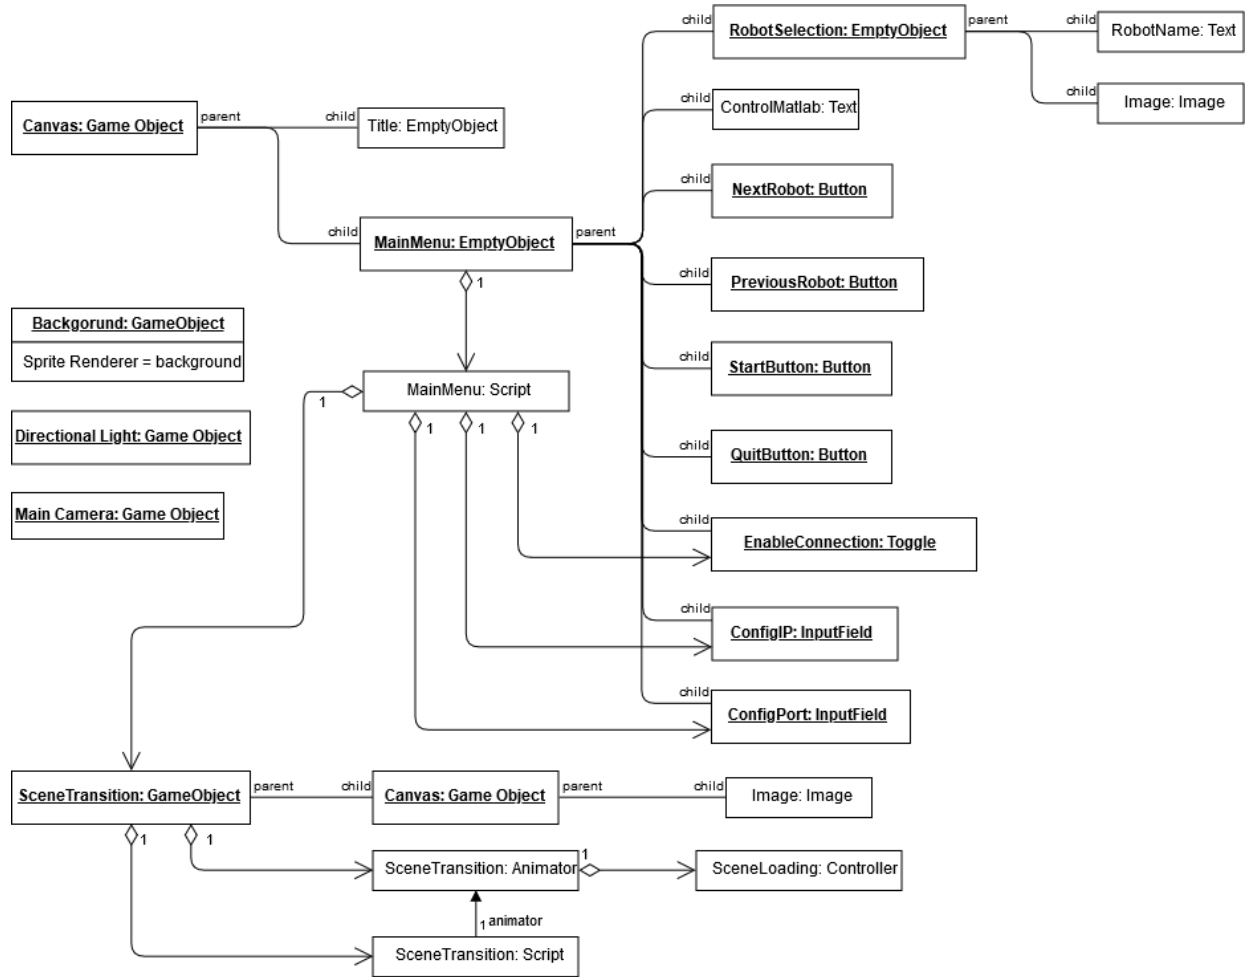 child
RobotSelection: EmptyObject
parent
child
RobotName: Text
child
Image: Image
child
ControlMatlab: Text
Canvas: Game Object
parent
child
Title: EmptyObject
child
NextRobot: Button
child
MainMenu: EmptyObject
parent
1
child
PreviousRobot: Button
Backgorund: GameObject
Sprite Renderer = background
child
StartButton: Button
MainMenu: Script
1
1
1
1
Directional Light: Game Object
child
QuitButton: Button
Main Camera: Game Object
child
EnableConnection: Toggle
child
ConfigIP: InputField
child
ConfigPort: InputField
SceneTransition: GameObject
parent
child
Canvas: Game Object
parent
child
Image: Image
1
1
SceneTransition: Animator
1
SceneLoading: Controller
1
animator
SceneTransition: Script